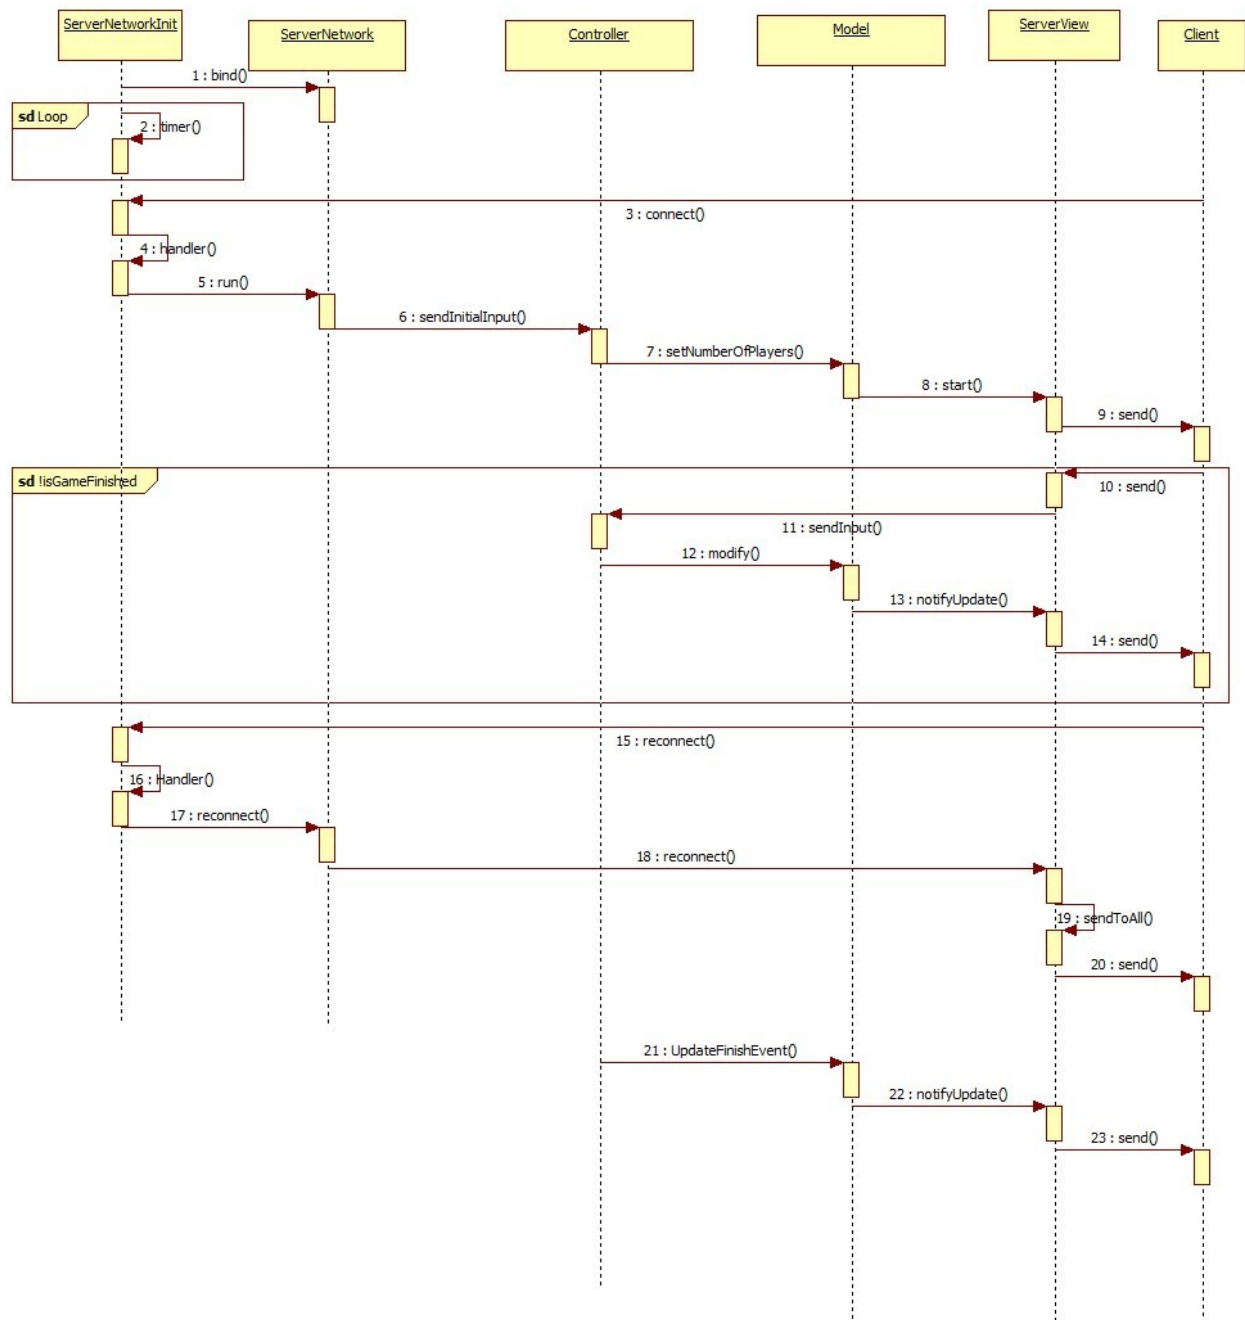 ServerNetworkInit
ServerNetwork
Controller
Model
ServerView
Client
1 : bind()
sd Loop
2 : timer()
3 : connect()
4 : handler()
5 : run()
6 : sendInitialInput()
7 : setNumberOfPlayers()
8 : start()
9 : send()
sd !isGameFinished
10 : send()
11 : sendInput()
12 : modify()
13 : notifyUpdate()
14 : send()
15 : reconnect()
16 : Handler()
17 : reconnect()
18 : reconnect()
19 : sendToAll()
20 : send()
21 : UpdateFinishEvent()
22 : notifyUpdate()
23 : send()